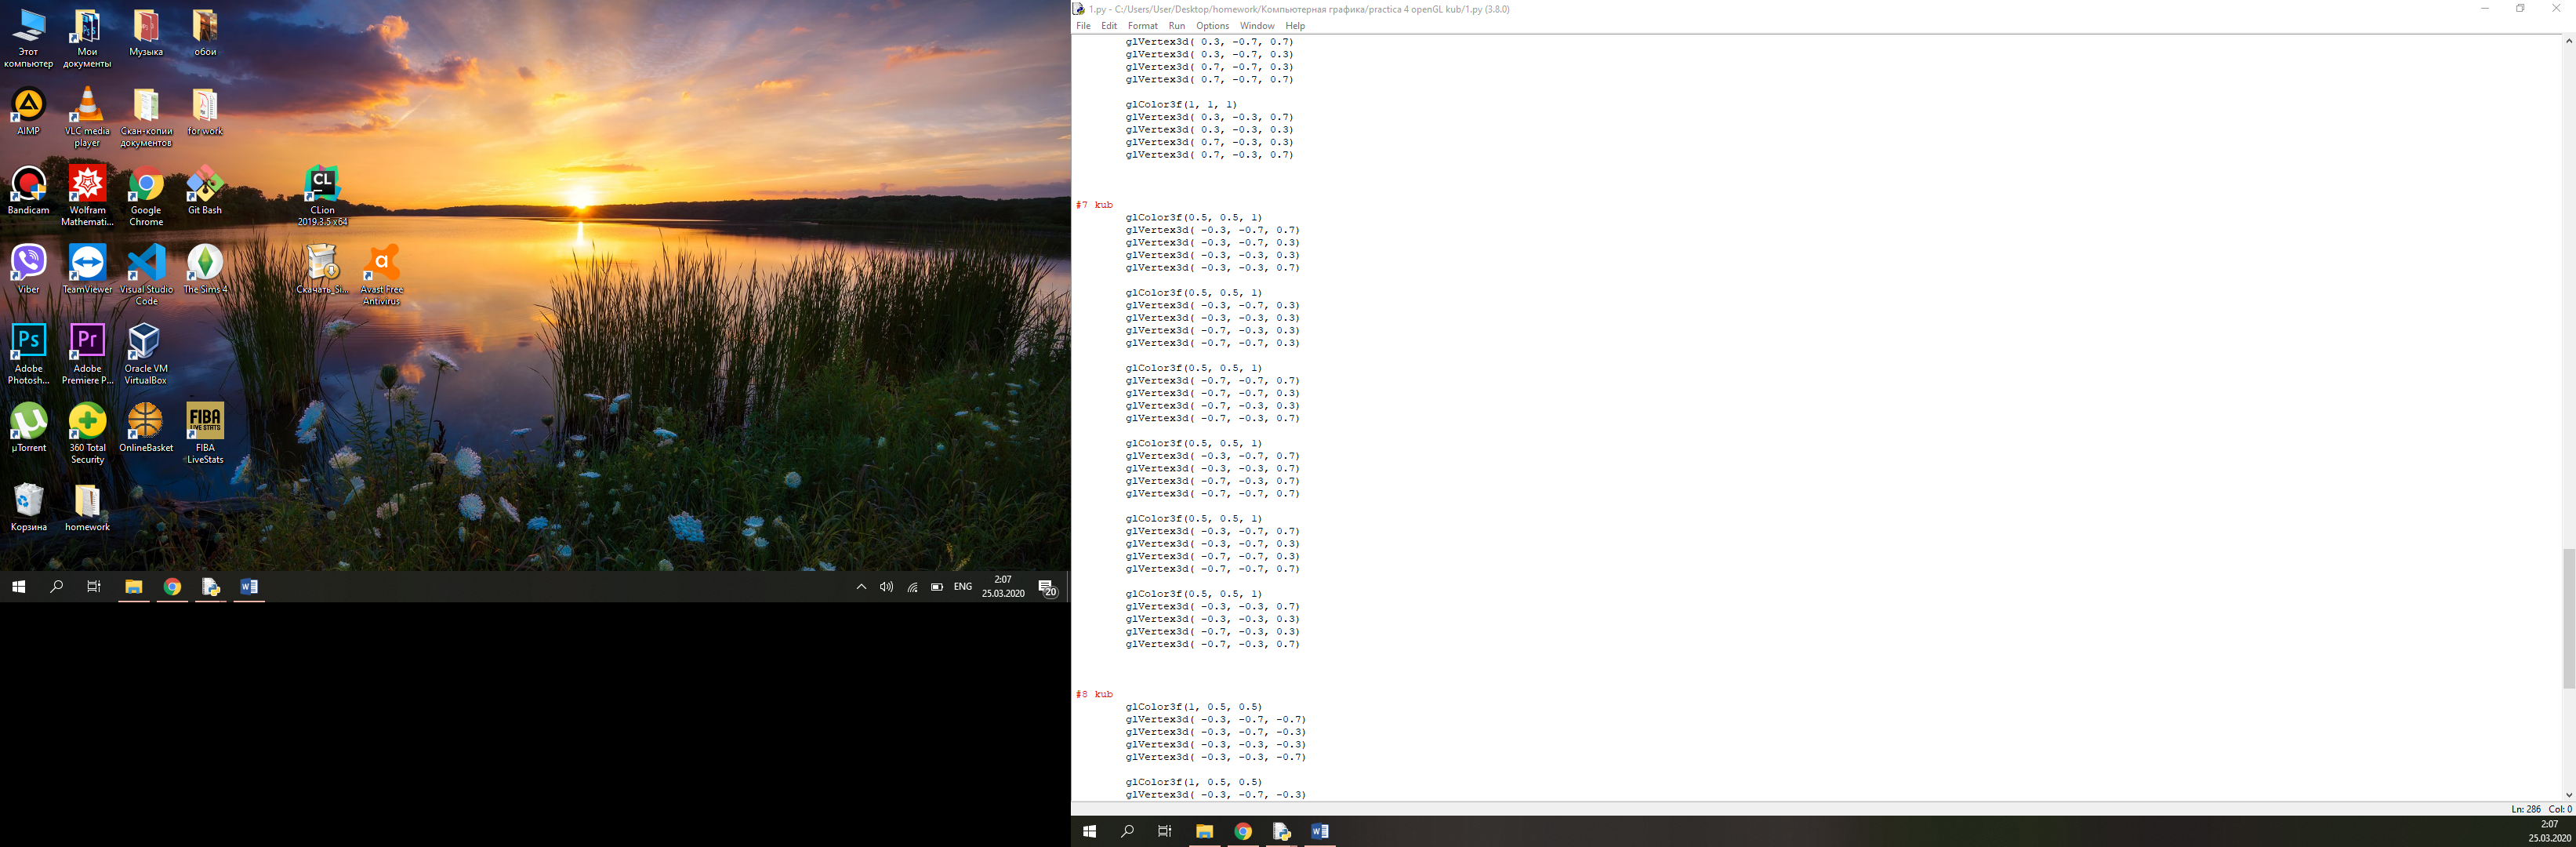 Этот компьютер
Мои документы
Музыка
обои
AIMP
VLC media player
Скан-копии документов
for work
Bandicam
Wolfram Mathemati...
Google Chrome
Git Bash
CL
CLion 2019.3.5 x64
Viber
TeamViewer
Visual Studio Code
The Sims 4
Скачать_Si...
Avast Free Antivirus
Ps
Adobe Photosh...
Pr
Adobe Premiere P...
Oracle VM VirtualBox
µTorrent
360 Total Security
OnlineBasket
FIBA
LIVE STATS
FIBA LiveStats
Корзина
homework
ENG
2:07
25.03.2020
20
1.py - C:/Users/User/Desktop/homework/Компьютерная графика/practica 4 openGL kub/1.py (3.8.0)
File Edit Format Run Options Window Help
glVertex3d( 0.3, -0.7, 0.7)
glVertex3d( 0.3, -0.7, 0.3)
glVertex3d( 0.7, -0.7, 0.3)
glVertex3d( 0.7, -0.7, 0.7)
glColor3f(1, 1, 1)
glVertex3d( 0.3, -0.3, 0.7)
glVertex3d( 0.3, -0.3, 0.3)
glVertex3d( 0.7, -0.3, 0.3)
glVertex3d( 0.7, -0.3, 0.7)
#7 kub
glColor3f(0.5, 0.5, 1)
glVertex3d( -0.3, -0.7, 0.7)
glVertex3d( -0.3, -0.7, 0.3)
glVertex3d( -0.3, -0.3, 0.3)
glVertex3d( -0.3, -0.3, 0.7)
glColor3f(0.5, 0.5, 1)
glVertex3d( -0.3, -0.7, 0.3)
glVertex3d( -0.3, -0.3, 0.3)
glVertex3d( -0.7, -0.3, 0.3)
glVertex3d( -0.7, -0.7, 0.3)
glColor3f(0.5, 0.5, 1)
glVertex3d( -0.7, -0.7, 0.7)
glVertex3d( -0.7, -0.7, 0.3)
glVertex3d( -0.7, -0.3, 0.3)
glVertex3d( -0.7, -0.3, 0.7)
glColor3f(0.5, 0.5, 1)
glVertex3d( -0.3, -0.7, 0.7)
glVertex3d( -0.3, -0.3, 0.7)
glVertex3d( -0.7, -0.3, 0.7)
glVertex3d( -0.7, -0.7, 0.7)
glColor3f(0.5, 0.5, 1)
glVertex3d( -0.3, -0.7, 0.7)
glVertex3d( -0.3, -0.7, 0.3)
glVertex3d( -0.7, -0.7, 0.3)
glVertex3d( -0.7, -0.7, 0.7)
glColor3f(0.5, 0.5, 1)
glVertex3d( -0.3, -0.3, 0.7)
glVertex3d( -0.3, -0.3, 0.3)
glVertex3d( -0.7, -0.3, 0.3)
glVertex3d( -0.7, -0.3, 0.7)
#8 kub
glColor3f(1, 0.5, 0.5)
glVertex3d( -0.3, -0.7, -0.7)
glVertex3d( -0.3, -0.7, -0.3)
glVertex3d( -0.3, -0.3, -0.3)
glVertex3d( -0.3, -0.3, -0.7)
glColor3f(1, 0.5, 0.5)
glVertex3d( -0.3, -0.7, -0.3)
Ln: 286 Col: 0
2:07
25.03.2020